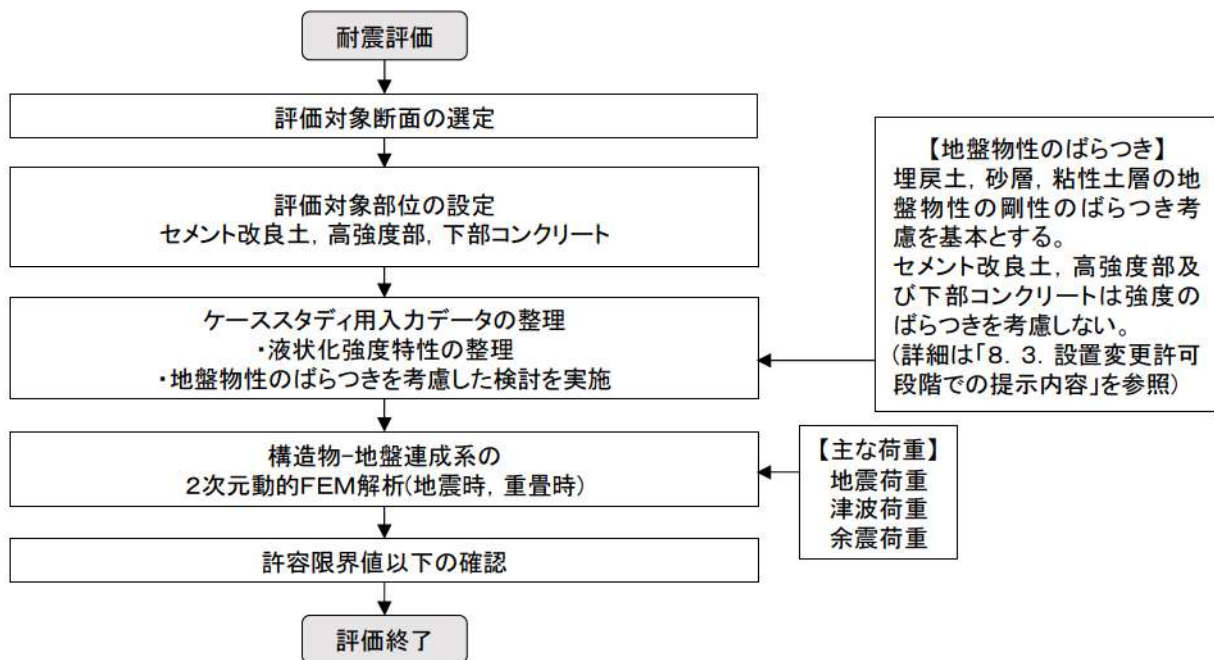 耐震評価
評価対象断面の選定
評価対象部位の設定
セメント改良土，高強度部，下部コンクリート
ケーススタディ用入力データの整理
・液状化強度特性の整理
・地盤物性のばらつきを考慮した検討を実施
【地盤物性のばらつき】
埋戻土，砂層，粘性土層の地
盤物性の剛性のばらつき考
慮を基本とする。
セメント改良土，高強度部及
び下部コンクリートは強度の
ばらつきを考慮しない。
(詳細は「８．３．設置変更許可
段階での提示内容」を参照)
構造物−地盤連成系の
２次元動的ＦＥＭ解析(地震時，重畳時)
【主な荷重】
地震荷重
津波荷重
余震荷重
許容限界値以下の確認
評価終了